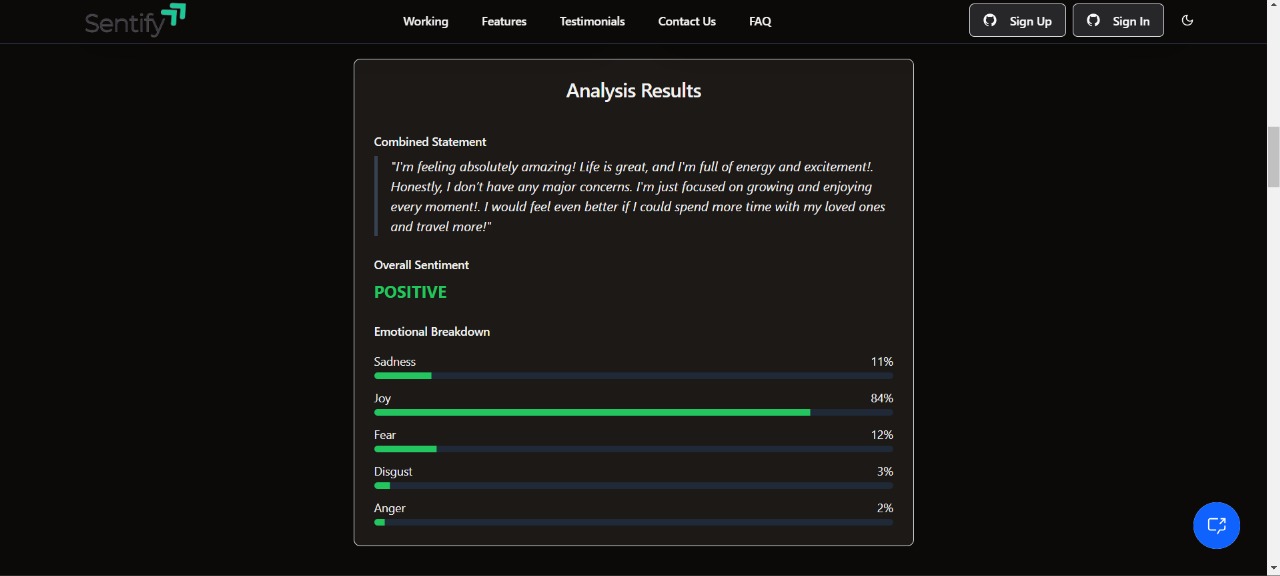 Sentify
Working
Features
Testimonials
Contact Us
FAQ
Sign Up
Sign In
Analysis Results
Combined Statement
"I'm feeling absolutely amazing! Life is great, and I'm full of energy and excitement!.
Honestly, I don't have any major concerns. I'm just focused on growing and enjoying
every moment!. I would feel even better if I could spend more time with my loved ones
and travel more!"
Overall Sentiment
POSITIVE
Emotional Breakdown
Sadness 11%
Joy 84%
Fear 12%
Disgust 3%
Anger 2%